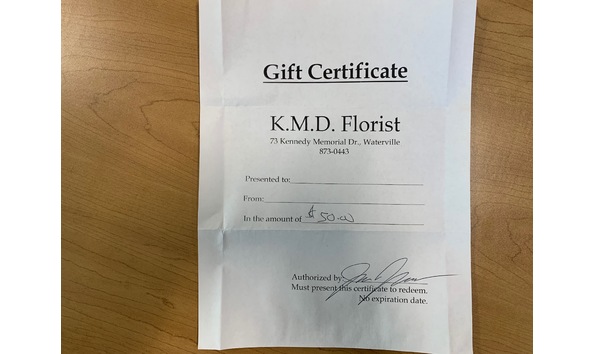 Gift Certificate
K.M.D. Florist
73 Kennedy Memorial Dr., Waterville
873-0443
Presented to:
From:
In the amount of $50.00
Authorized by
Must present this certificate to redeem.
No expiration date.